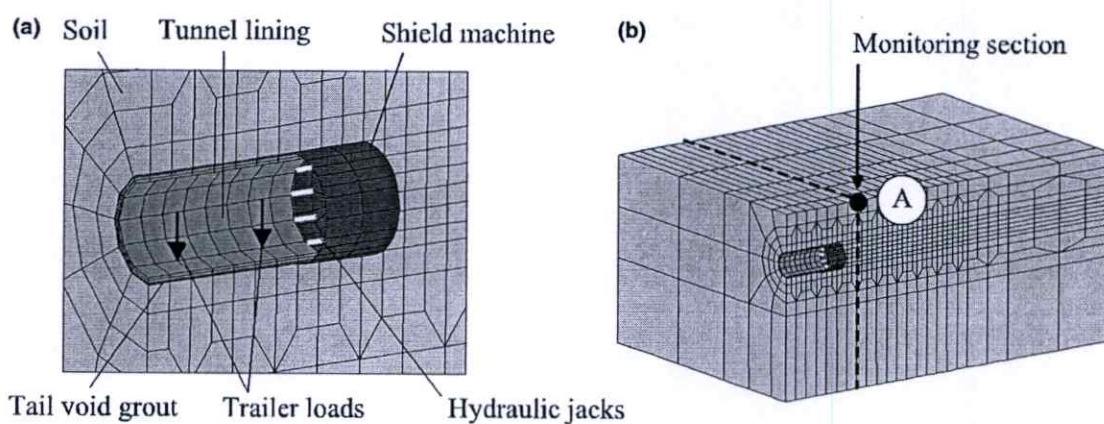 (a) Soil Tunnel lining Shield machine
Tail void grout Trailer loads Hydraulic jacks
(b)
Monitoring section
A